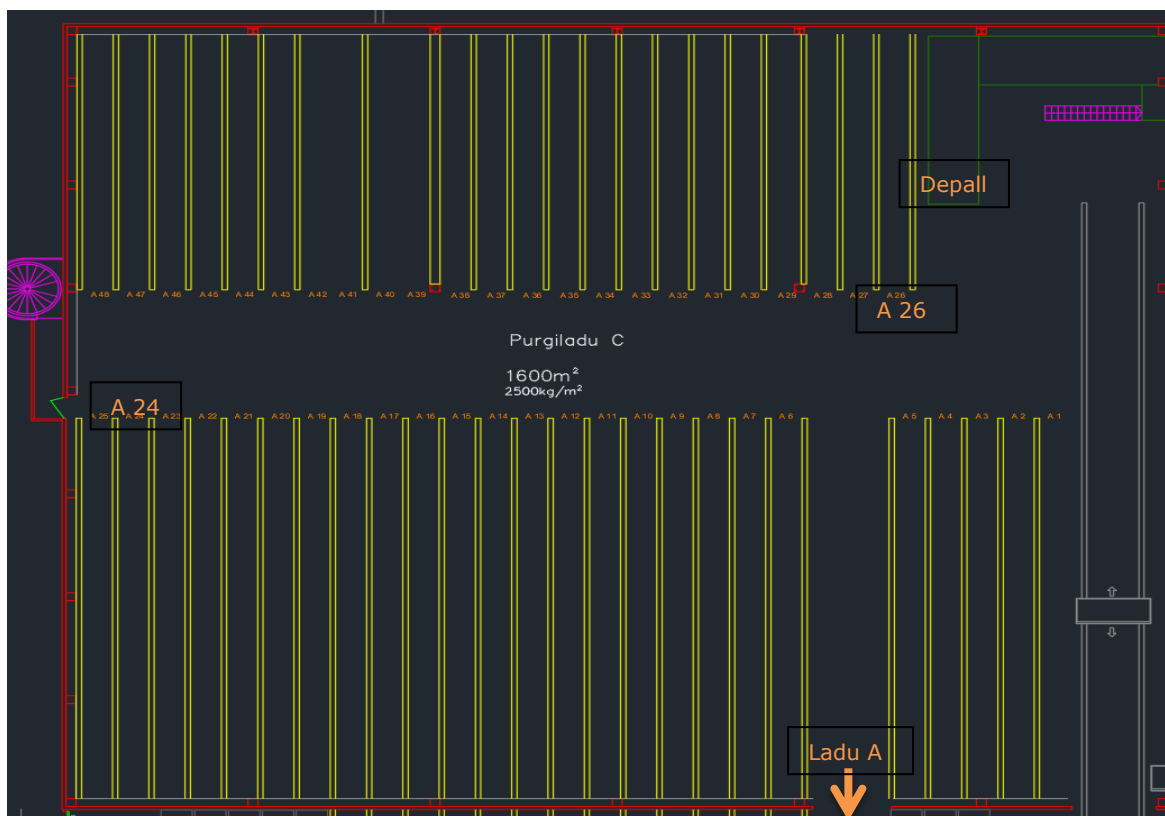 Depall
A 48 A 47 A 46 A 45 A 44 A 43 A 42 A 41 A 40 A39 A 38 A 37 A 36 A 35 A 34 A 33 A 32 A 31 A 30 A 29 A 28 A 27 A 26
A 26
Purgiladu C
1600m²
2500kg/m²
A 24
A 25 A 24 A 23 A 22 A 21 A 20 A 19 A 18 A 17 A 16 A 15 A 14 A 13 A 12 A 11 A 10 A 9 A 8 A 7 A 6 A 5 A 4 A 3 A 2 A 1
Ladu A